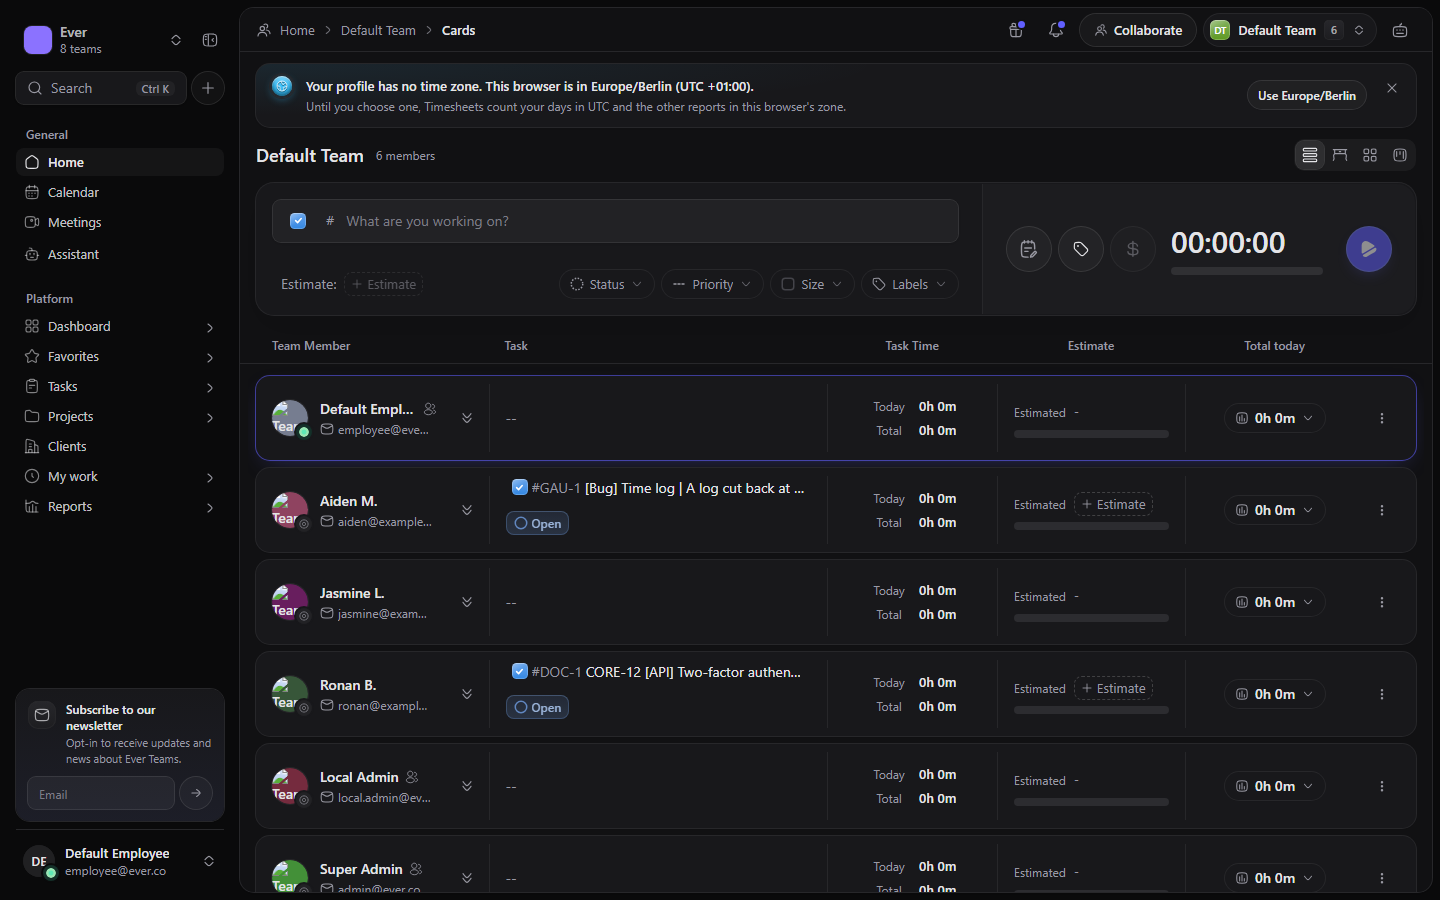 Ever
8 teams
Search
Ctrl K
General
Home
Calendar
Meetings
Assistant
Platform
Dashboard
Favorites
Tasks
Projects
Clients
My work
Reports
Subscribe to our
newsletter
Opt-in to receive updates and
news about Ever Teams.
Email
DE
Default Employee
employee@ever.co
Home
Default Team
Cards
Collaborate
DT
Default Team
6
Your profile has no time zone. This browser is in Europe/Berlin (UTC +01:00).
Until you choose one, Timesheets count your days in UTC and the other reports in this browser's zone.
Use Europe/Berlin
Default Team
6 members
# What are you working on?
Estimate:
+ Estimate
Status
Priority
Size
Labels
00:00:00
Team Member
Task
Task Time
Estimate
Total today
Default Empl...
employee@eve...
--
Today 0h 0m
Total 0h 0m
Estimated -
0h 0m
Aiden M.
aiden@example...
#GAU-1 [Bug] Time log | A log cut back at ...
Open
Today 0h 0m
Total 0h 0m
Estimated + Estimate
0h 0m
Jasmine L.
jasmine@exam...
--
Today 0h 0m
Total 0h 0m
Estimated -
0h 0m
Ronan B.
ronan@exampl...
#DOC-1 CORE-12 [API] Two-factor authen...
Open
Today 0h 0m
Total 0h 0m
Estimated + Estimate
0h 0m
Local Admin
local.admin@ev...
--
Today 0h 0m
Total 0h 0m
Estimated -
0h 0m
Super Admin
admin@ever.co
--
Today 0h 0m
Total 0h 0m
Estimated -
0h 0m